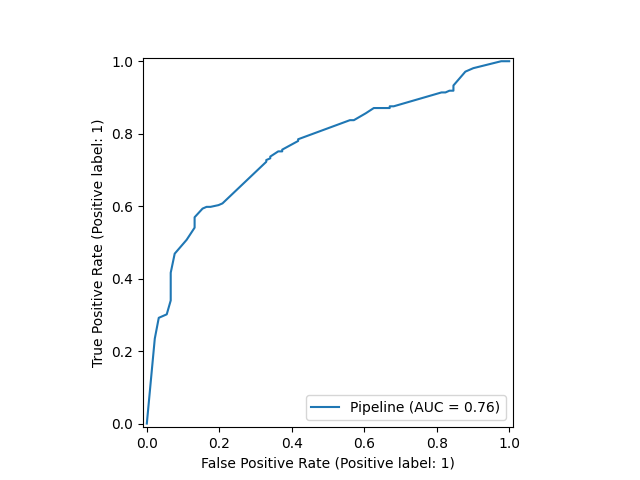 1.0
0.8
0.6
0.4
0.2
0.0
True Positive Rate (Positive label: 1)
Pipeline (AUC = 0.76)
0.0 0.2 0.4 0.6 0.8 1.0
False Positive Rate (Positive label: 1)